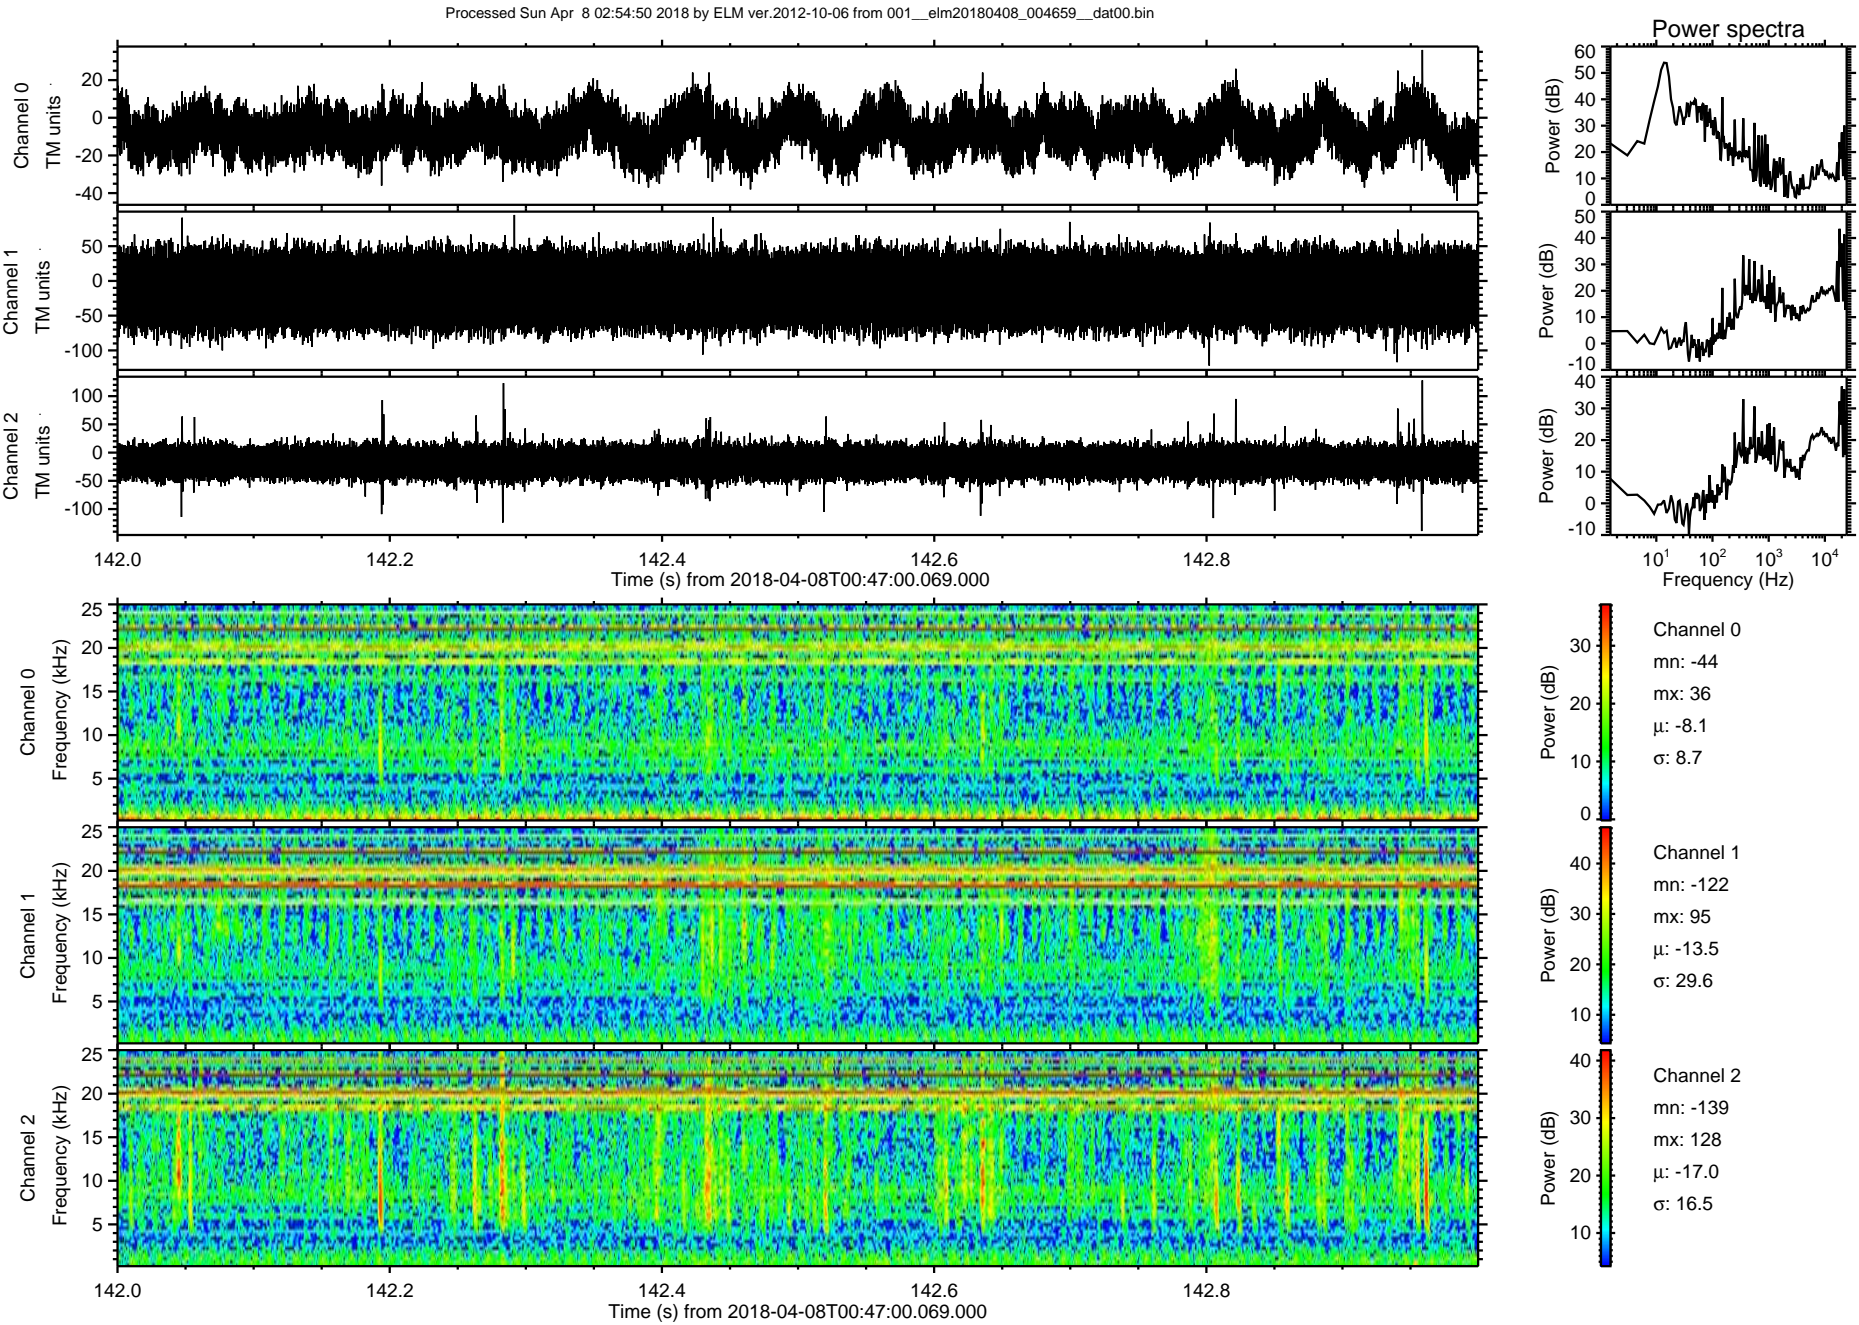 Processed Sun Apr  8 02:54:50 2018 by ELM ver.2012-10-06 from 001__elm20180408_004659__dat00.bin
Power spectra
Channel 0
TM units
20
0
-20
-40
Power (dB)
60
50
40
30
20
10
0
Channel 1
TM units
50
0
-50
-100
Power (dB)
50
40
30
20
10
0
-10
Channel 2
TM units
100
50
0
-50
-100
Power (dB)
40
30
20
10
0
-10
142.0 142.2 142.4 142.6 142.8
Time (s) from 2018-04-08T00:47:00.069.000
10^1 10^2 10^3 10^4
Frequency (Hz)
Channel 0
Frequency (kHz)
25
20
15
10
5
Power (dB)
30
20
10
0
Channel 0
mn: -44
mx: 36
μ: -8.1
σ: 8.7
Channel 1
Frequency (kHz)
25
20
15
10
5
Power (dB)
40
30
20
10
Channel 1
mn: -122
mx: 95
μ: -13.5
σ: 29.6
Channel 2
Frequency (kHz)
25
20
15
10
5
Power (dB)
40
30
20
10
Channel 2
mn: -139
mx: 128
μ: -17.0
σ: 16.5
142.0 142.2 142.4 142.6 142.8
Time (s) from 2018-04-08T00:47:00.069.000